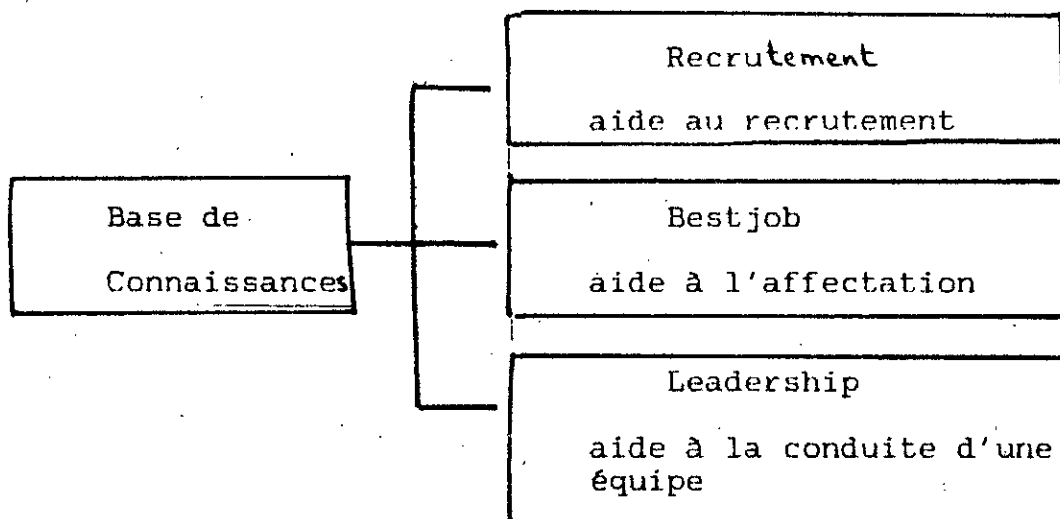 Recrutement
aide au recrutement
Base de
Connaissances
Bestjob
aide à l'affectation
Leadership
aide à la conduite d'une
équipe